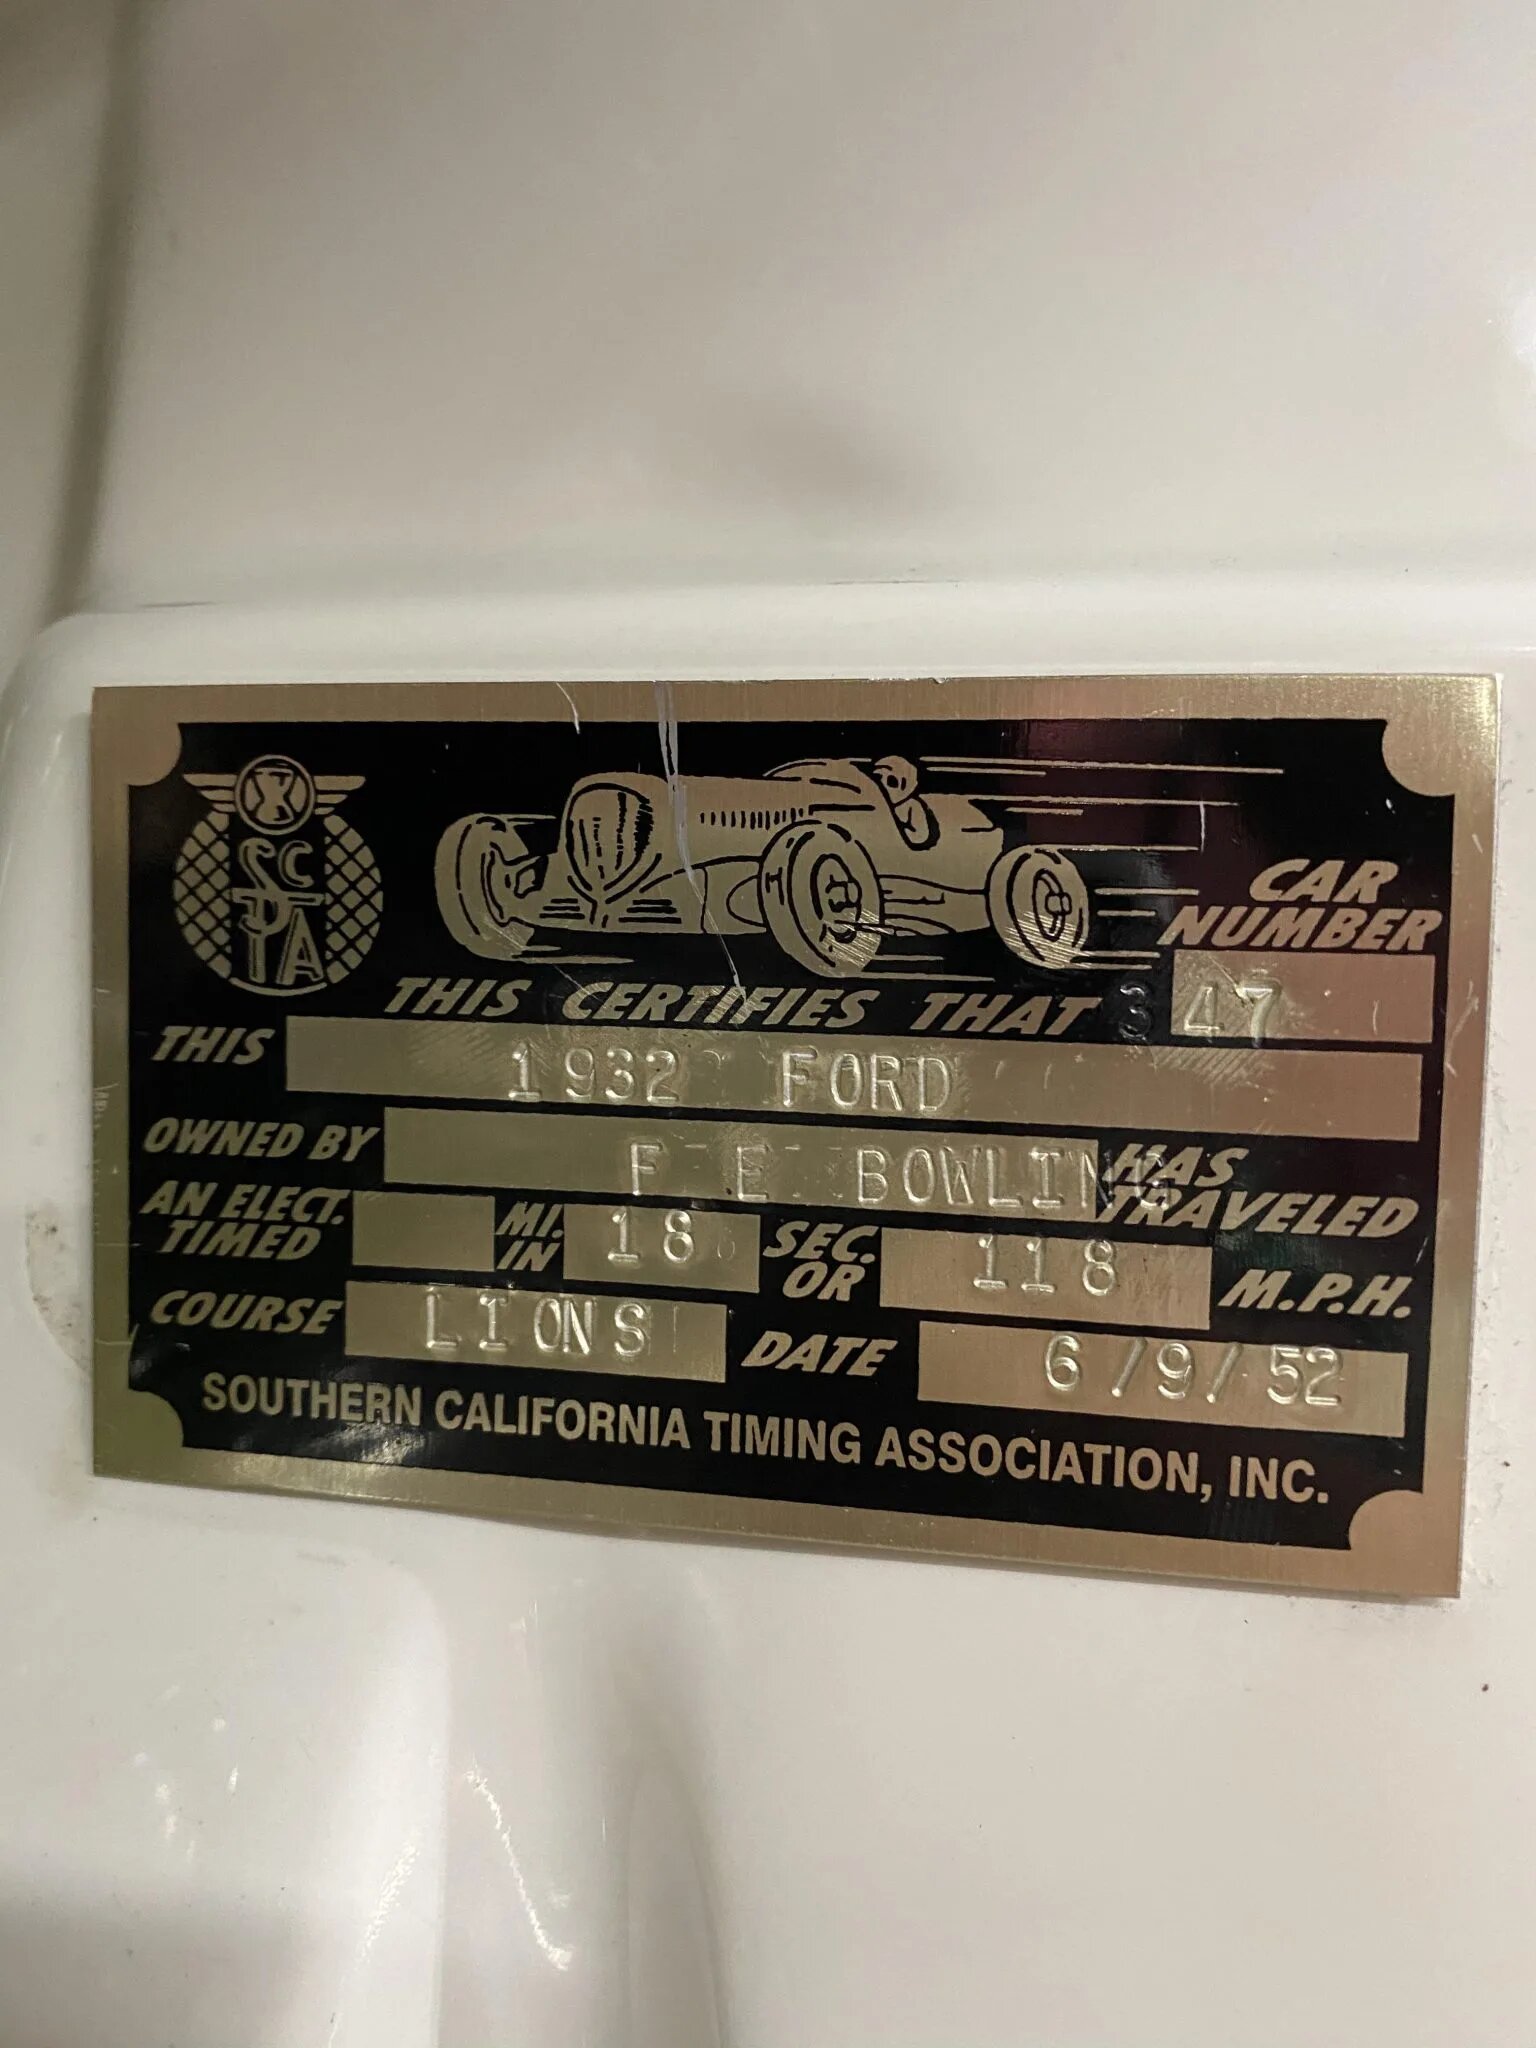 SCTA
CAR
NUMBER
THIS CERTIFIES THAT 347
THIS 1932 FORD
OWNED BY F E BOWLING HAS
TRAVELED
AN ELECT.
TIMED MI.
IN 18 SEC.
OR 118 M.P.H.
COURSE LIONS DATE 6/9/52
SOUTHERN CALIFORNIA TIMING ASSOCIATION, INC.